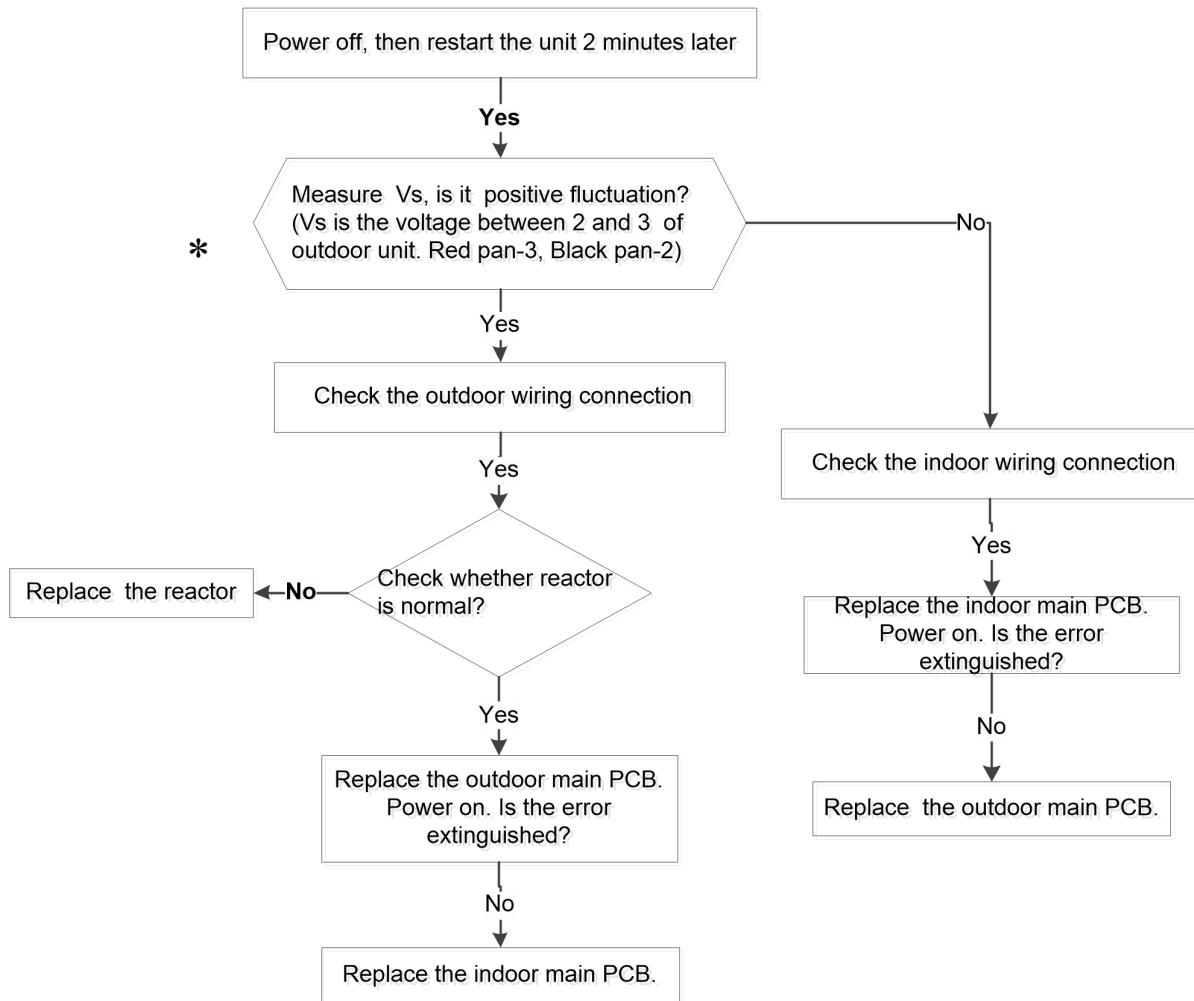 Power off, then restart the unit 2 minutes later
Yes
Measure Vs, is it positive fluctuation?
(Vs is the voltage between 2 and 3 of
outdoor unit. Red pan-3, Black pan-2)
No
*
Yes
Check the outdoor wiring connection
Yes
Check the indoor wiring connection
Yes
Check whether reactor
is normal?
No
Replace the reactor
Replace the indoor main PCB.
Power on. Is the error
extinguished?
Yes
No
Replace the outdoor main PCB.
Power on. Is the error
extinguished?
Replace the outdoor main PCB.
No
Replace the indoor main PCB.